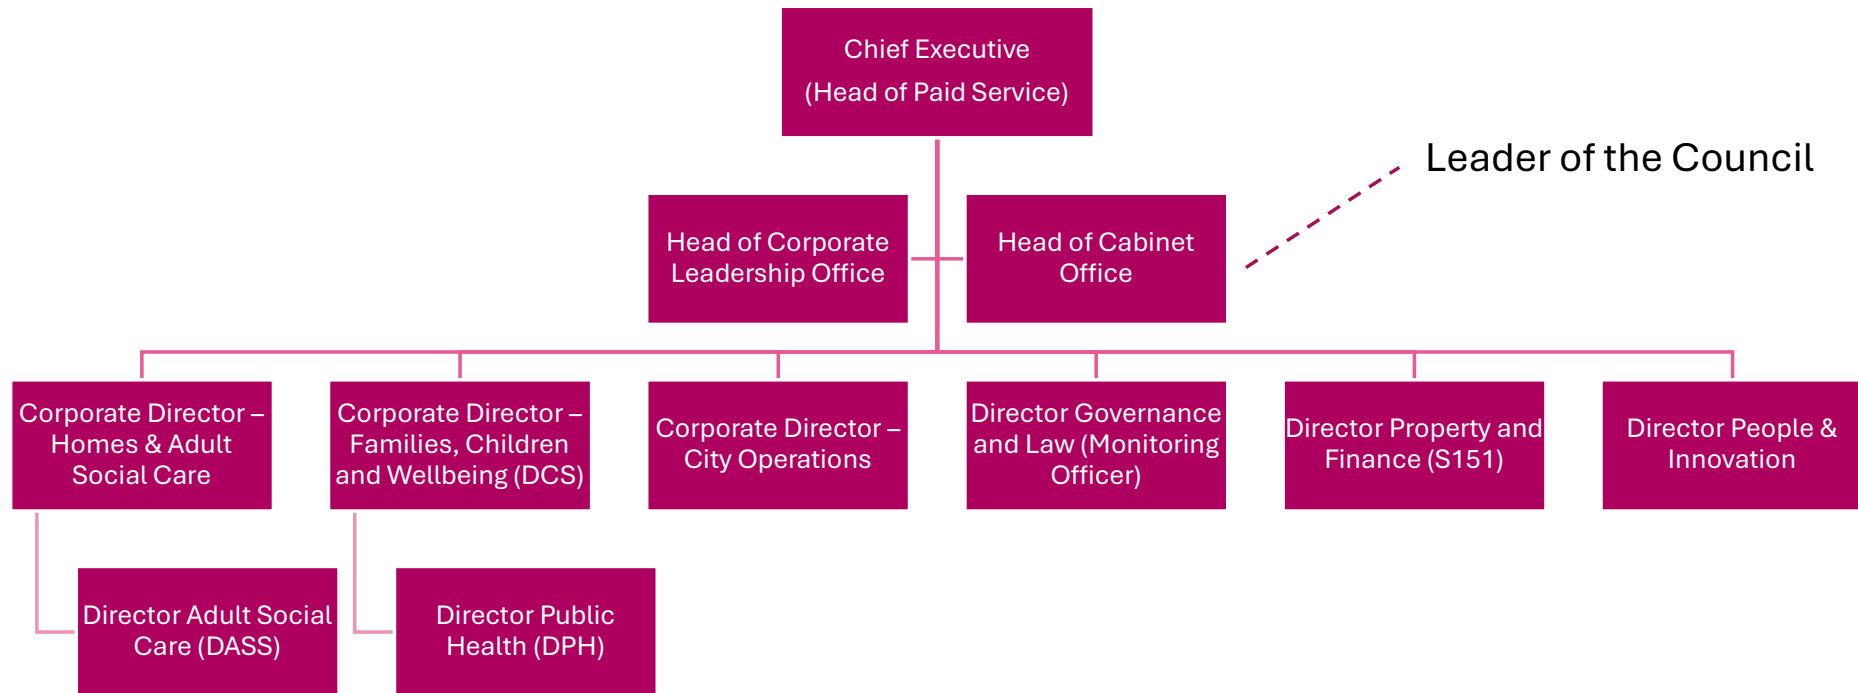 Chief Executive
(Head of Paid Service)
Leader of the Council
Head of Corporate
Leadership Office
Head of Cabinet
Office
Corporate Director –
Homes & Adult
Social Care
Corporate Director –
Families, Children
and Wellbeing (DCS)
Corporate Director –
City Operations
Director Governance
and Law (Monitoring
Officer)
Director Property and
Finance (S151)
Director People &
Innovation
Director Adult Social
Care (DASS)
Director Public
Health (DPH)